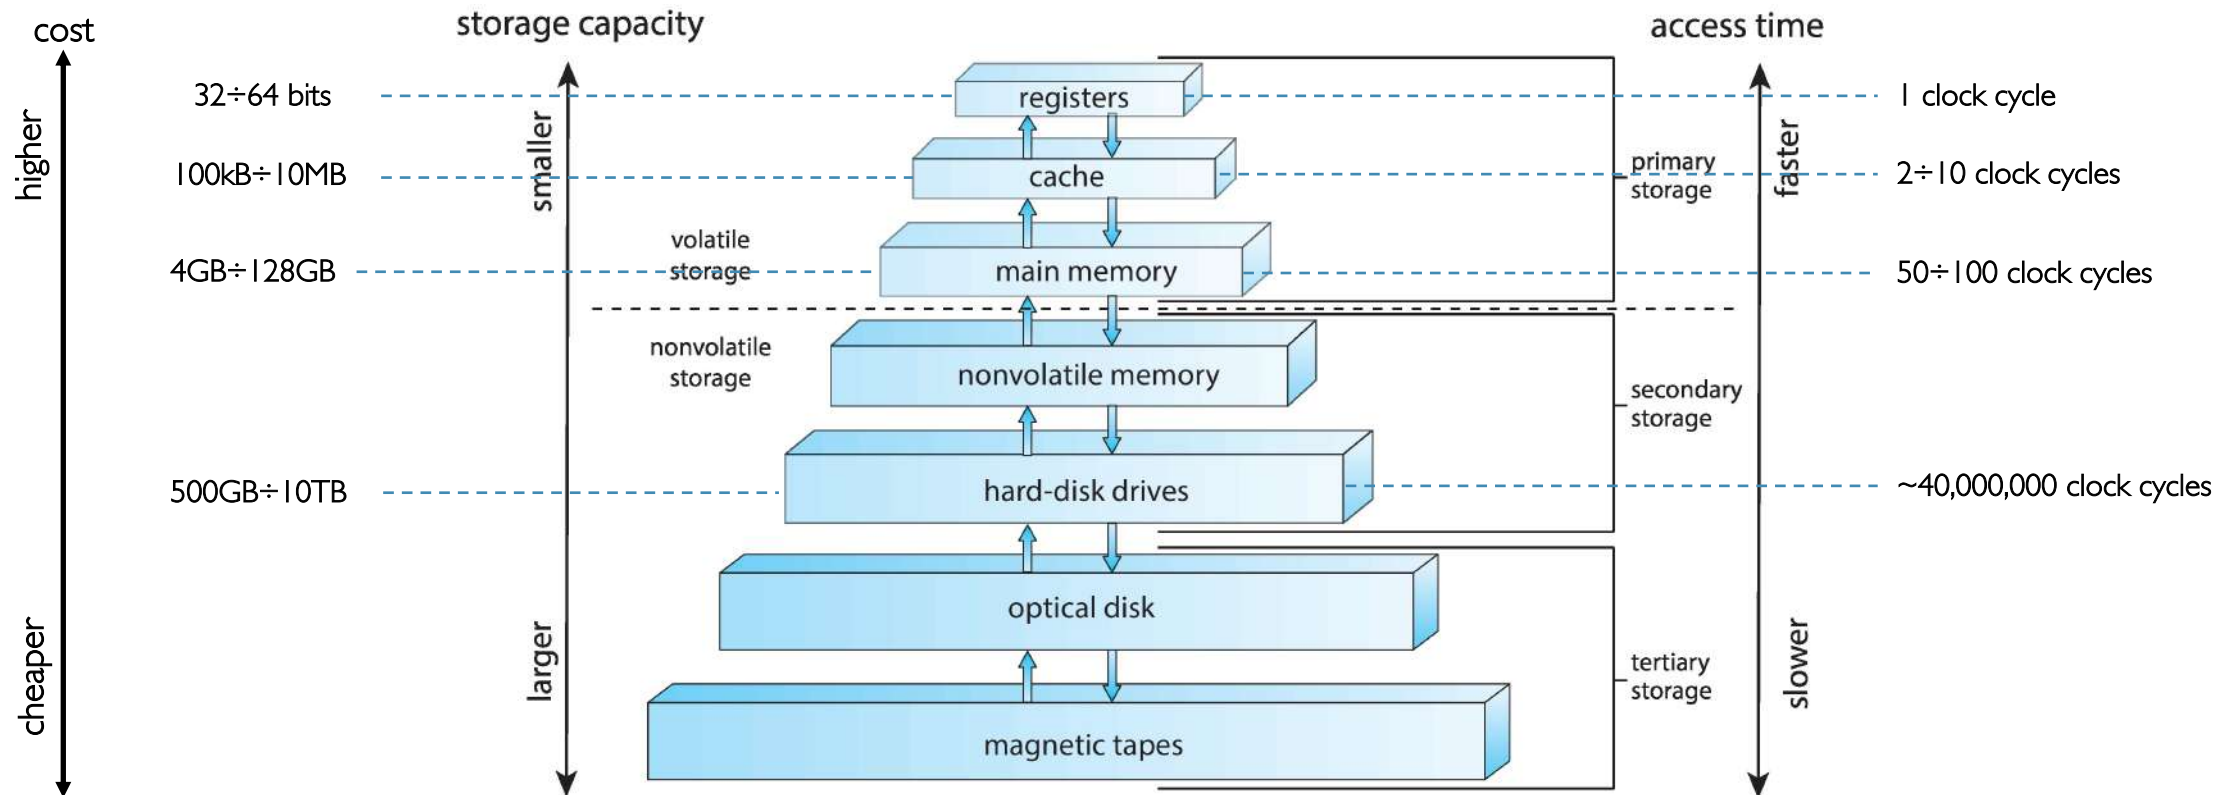 cost
storage capacity
access time
higher
cheaper
smaller
larger
faster
slower
32÷64 bits
registers
1 clock cycle
100kB÷10MB
cache
2÷10 clock cycles
primary
storage
volatile
storage
4GB÷128GB
main memory
50÷100 clock cycles
nonvolatile
storage
nonvolatile memory
secondary
storage
500GB÷10TB
hard-disk drives
~40,000,000 clock cycles
optical disk
tertiary
storage
magnetic tapes